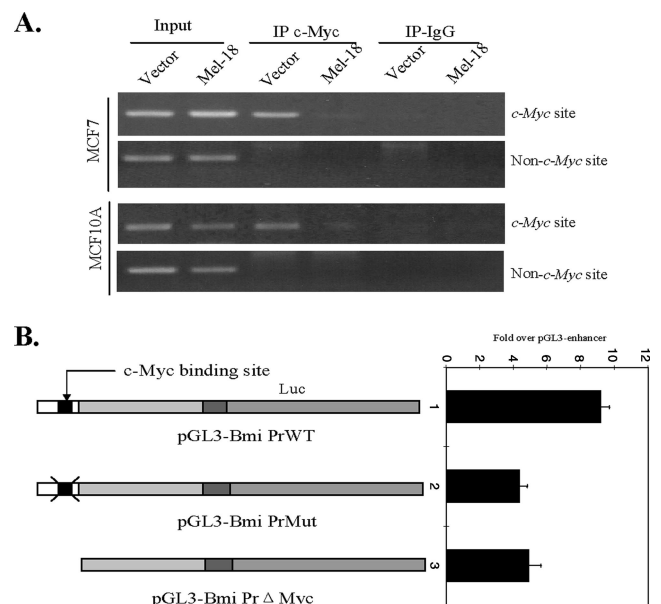 A.
Input IP c-Myc IP-IgG
Vector Mel-18 Vector Mel-18 Vector Mel-18
MCF7
c-Myc site
Non-c-Myc site
MCF10A
c-Myc site
Non-c-Myc site
B.
Fold over pGL3-enhancer
0 2 4 6 8 10 12
c-Myc binding site
Luc
1
pGL3-Bmi PrWT
2
pGL3-Bmi PrMut
3
pGL3-Bmi Pr Δ Myc